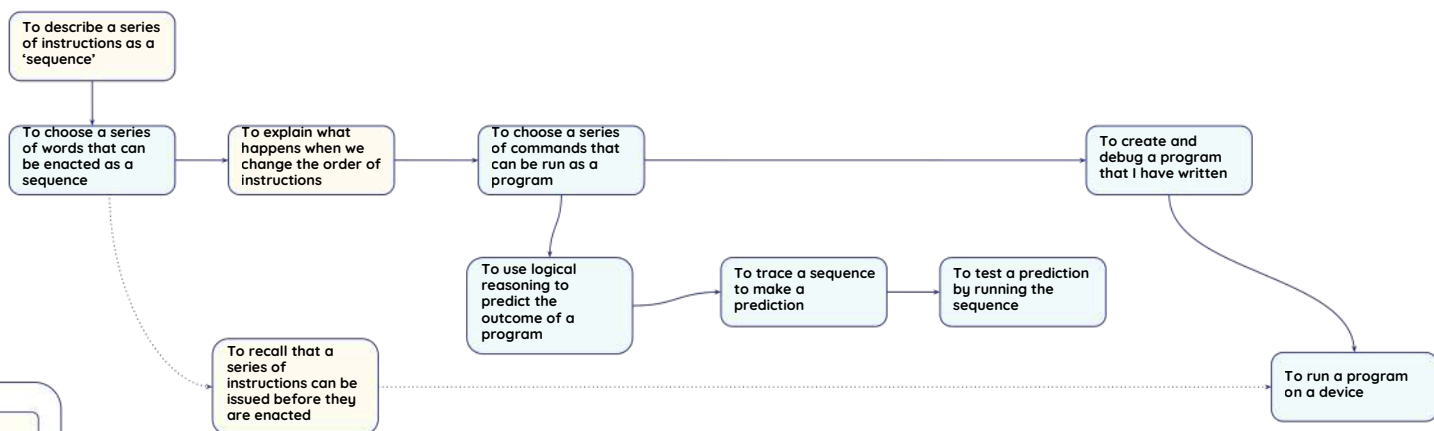 To describe a series
of instructions as a
‘sequence’
To choose a series
of words that can
be enacted as a
sequence
To explain what
happens when we
change the order of
instructions
To choose a series
of commands that
can be run as a
program
To create and
debug a program
that I have written
To use logical
reasoning to
predict the
outcome of a
program
To trace a sequence
to make a
prediction
To test a prediction
by running the
sequence
To recall that a
series of
instructions can be
issued before they
are enacted
To run a program
on a device